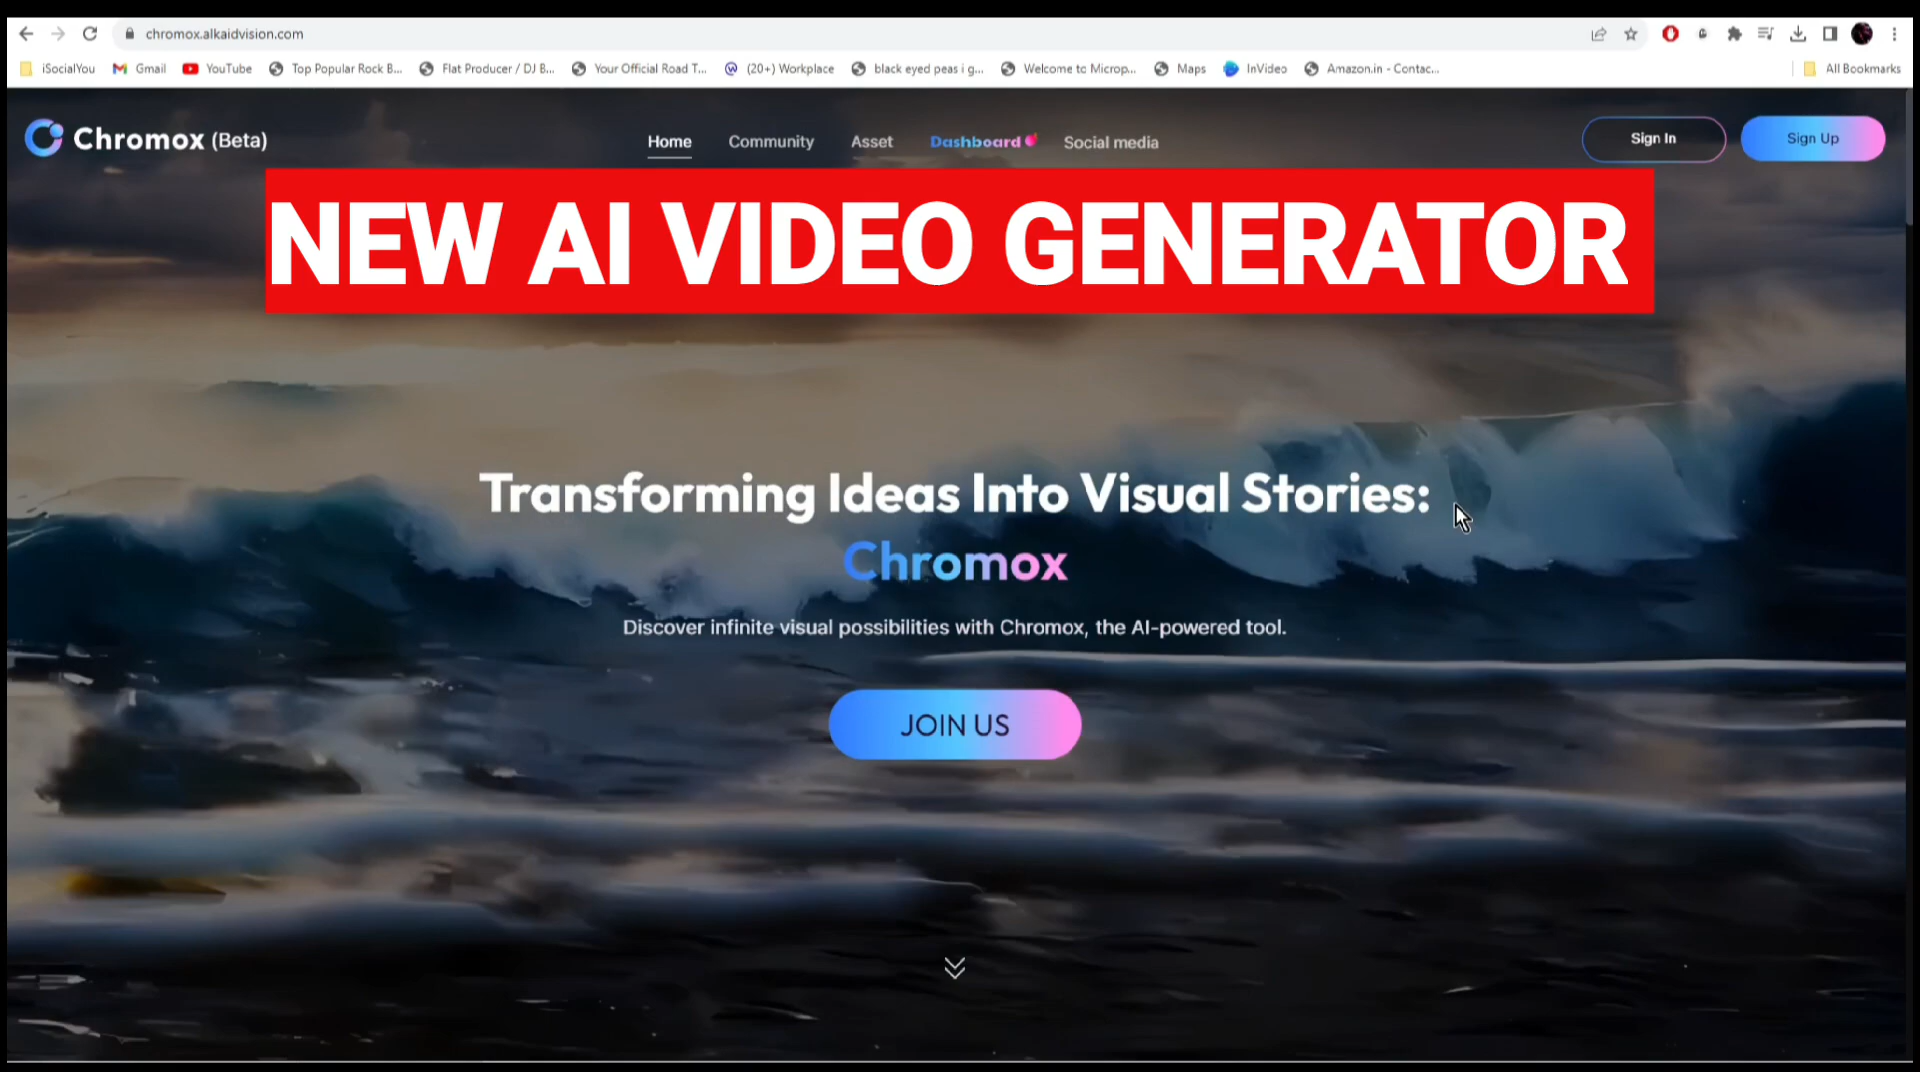 chromox.alkaidvision.com
iSocialYou Gmail YouTube Top Popular Rock B... Flat Producer / DJ B... Your Official Road T... (20+) Workplace black eyed peas i g... Welcome to Microp... Maps InVideo Amazon.in - Contac... All Bookmarks
Chromox (Beta) Home Community Asset Dashboard Social media Sign In Sign Up
NEW AI VIDEO GENERATOR
Transforming Ideas Into Visual Stories:
Chromox
Discover infinite visual possibilities with Chromox, the AI-powered tool.
JOIN US